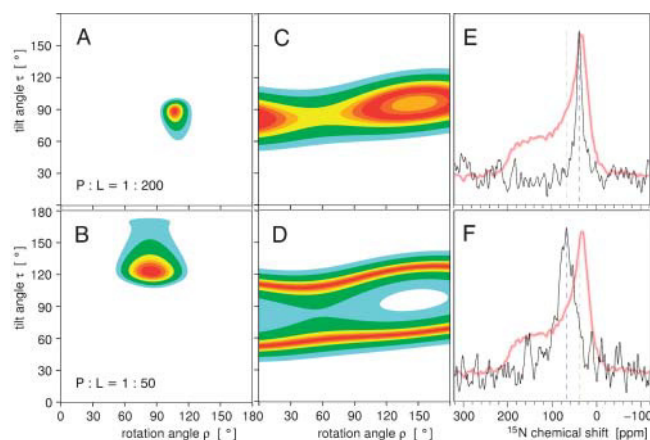 A
C
E
tilt angle τ [ ° ]
150
120
90
60
30
P : L = 1 : 200
B
D
F
tilt angle τ [ ° ]
180
150
120
90
60
30
0
P : L = 1 : 50
0 30 60 90 120 150 180
30 60 90 120 150
300 200 100 0 -100
rotation angle ρ [ ° ]
rotation angle ρ [ ° ]
¹⁵N chemical shift [ppm]